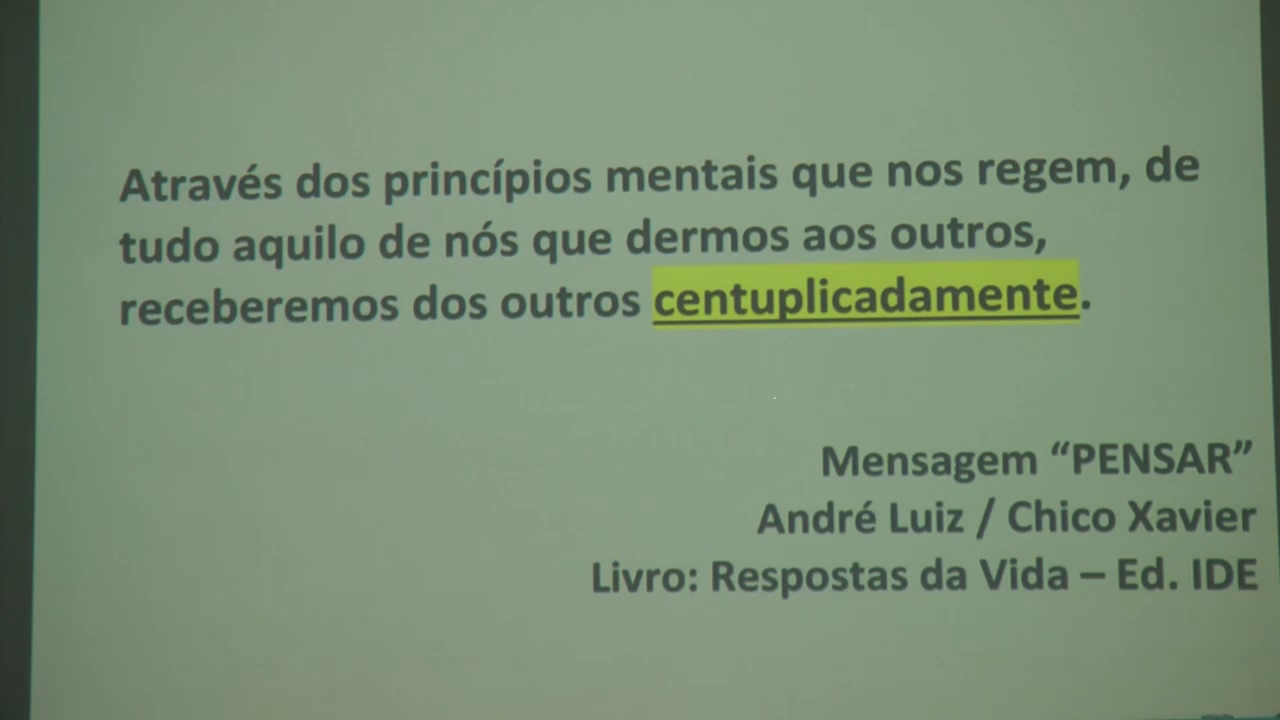 Através dos princípios mentais que nos regem, de
tudo aquilo de nós que dermos aos outros,
receberemos dos outros centuplicadamente.
Mensagem “PENSAR”
André Luiz / Chico Xavier
Livro: Respostas da Vida – Ed. IDE